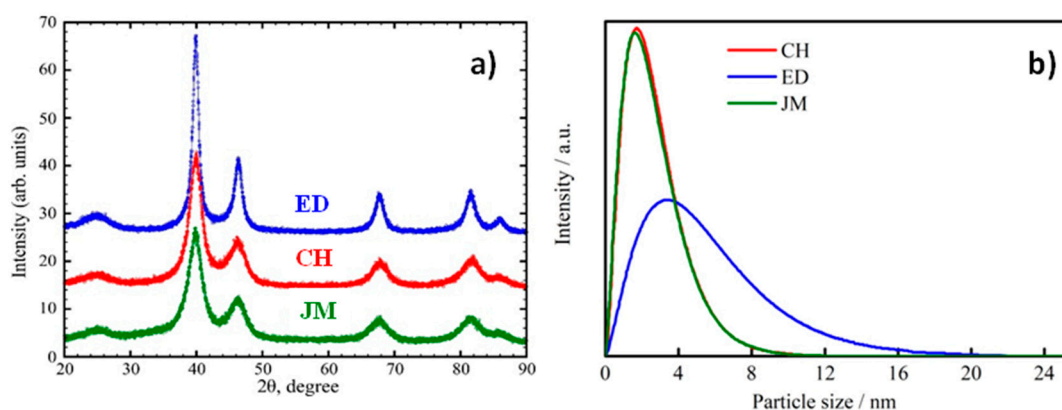 a)
70
60
50
40
30
20
10
0
Intensity (arb. units)
ED
CH
JM
20 30 40 50 60 70 80 90
2θ, degree
b)
CH
ED
JM
Intensity / a.u.
0 4 8 12 16 20 24
Particle size / nm